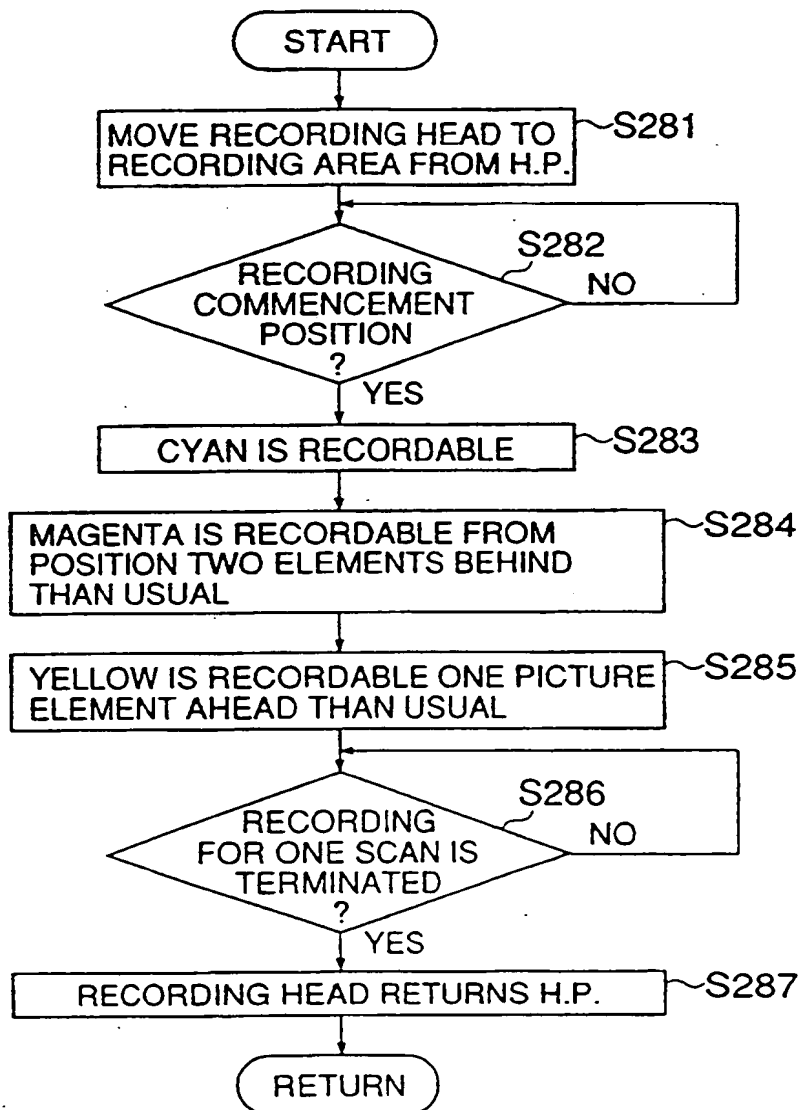 START
MOVE RECORDING HEAD TO
RECORDING AREA FROM H.P.
S281
S282
RECORDING
COMMENCEMENT
POSITION
?
NO
YES
CYAN IS RECORDABLE
S283
MAGENTA IS RECORDABLE FROM
POSITION TWO ELEMENTS BEHIND
THAN USUAL
S284
YELLOW IS RECORDABLE ONE PICTURE
ELEMENT AHEAD THAN USUAL
S285
S286
RECORDING
FOR ONE SCAN IS
TERMINATED
?
NO
YES
RECORDING HEAD RETURNS H.P.
S287
RETURN